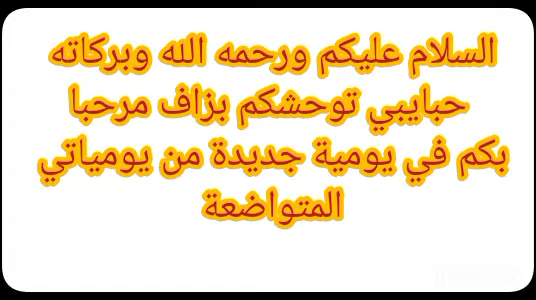 السلام عليكم ورحمه الله وبركاته
حبايبي توحشكم بزاف مرحبا
بكم في يومية جديدة من يومياتي
المتواضعة